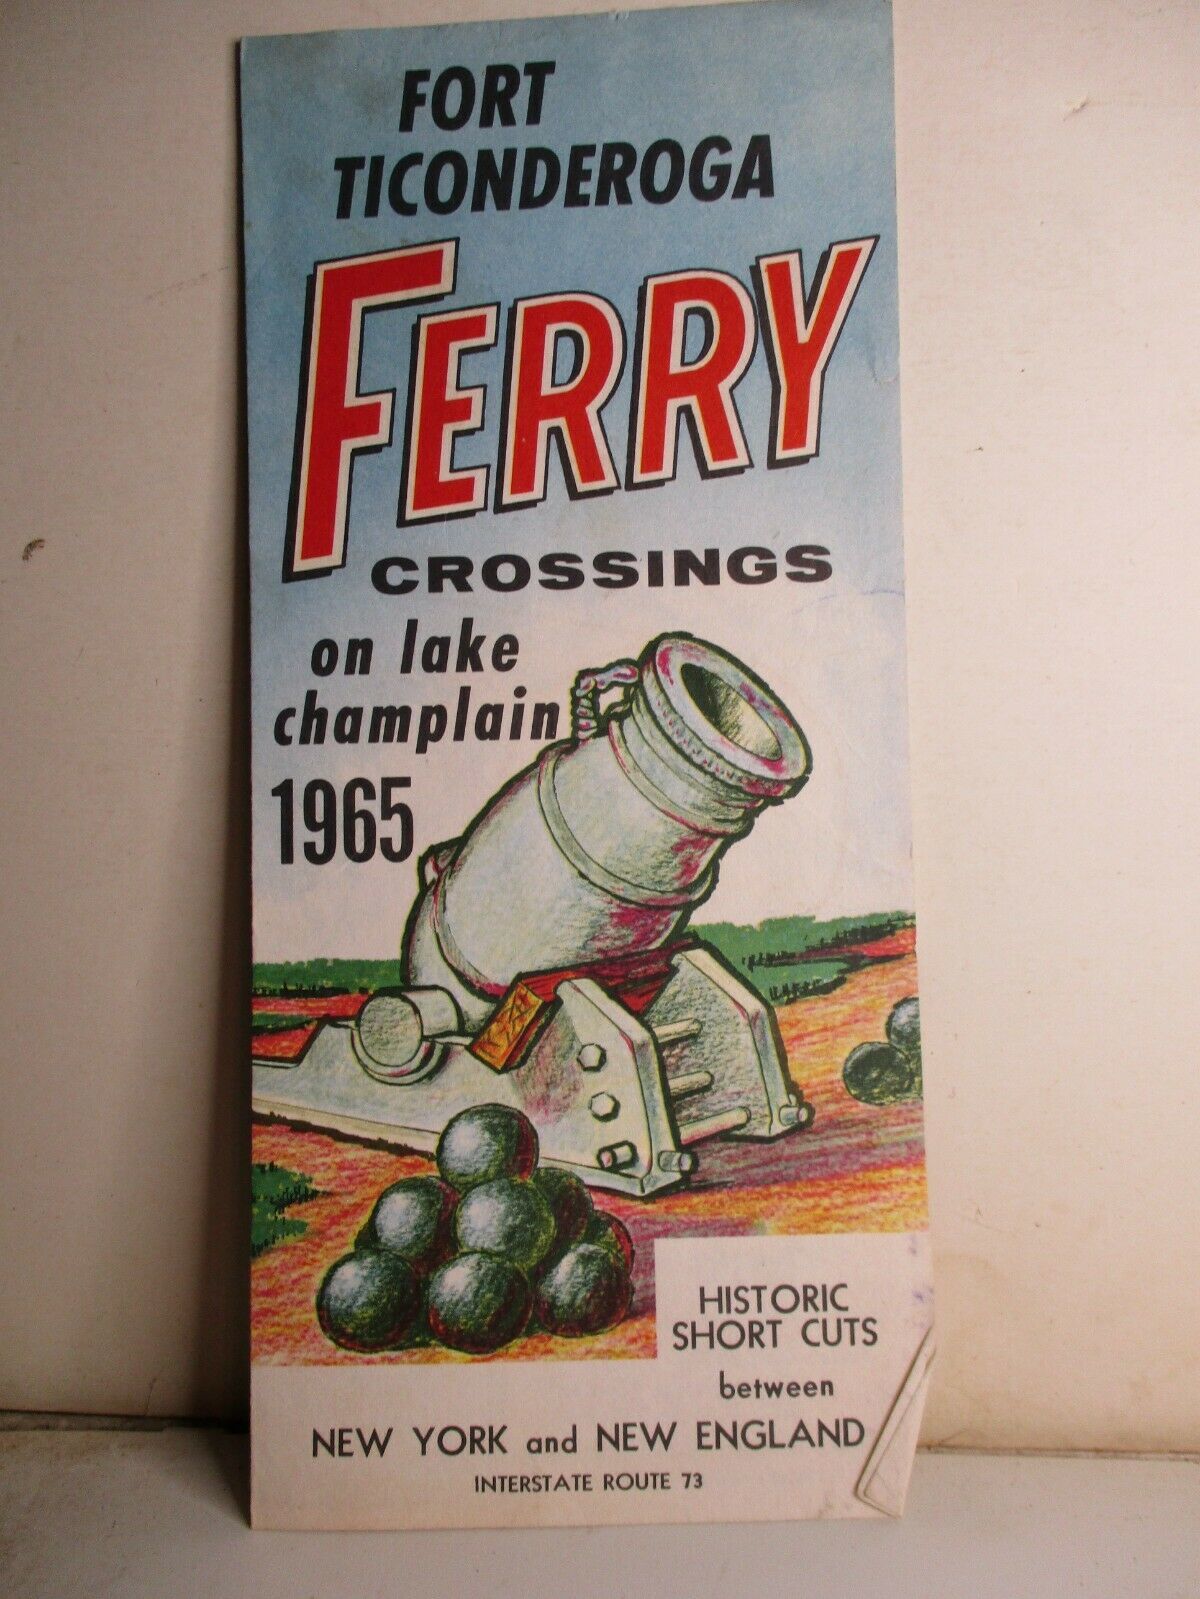 FORT
TICONDEROGA
FERRY
CROSSINGS
on lake
champlain
1965
HISTORIC
SHORT CUTS
between
NEW YORK and NEW ENGLAND
INTERSTATE ROUTE 73